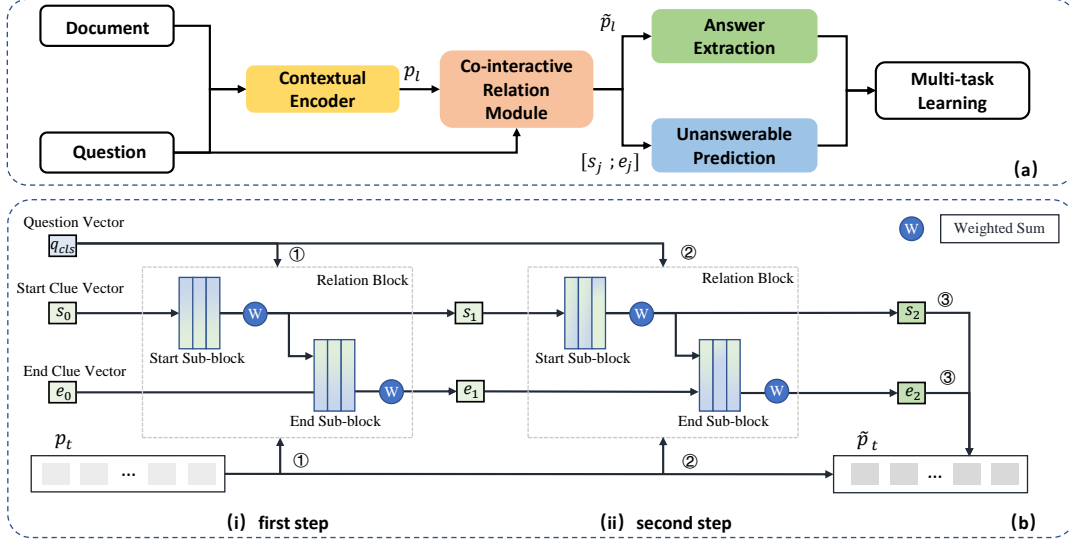 Document
Question
Contextual
Encoder
p_l
Co-interactive
Relation
Module
p̃_l
[s_j ; e_j]
Answer
Extraction
Unanswerable
Prediction
Multi-task
Learning
(a)
Question Vector
q_cls
①
②
W Weighted Sum
Relation Block
Relation Block
Start Clue Vector
s_0
W
s_1
W
s_2
③
Start Sub-block
Start Sub-block
End Clue Vector
e_0
W
e_1
W
e_2
③
End Sub-block
End Sub-block
p_t
...
①
②
p̃_t
...
(i) first step
(ii) second step
(b)